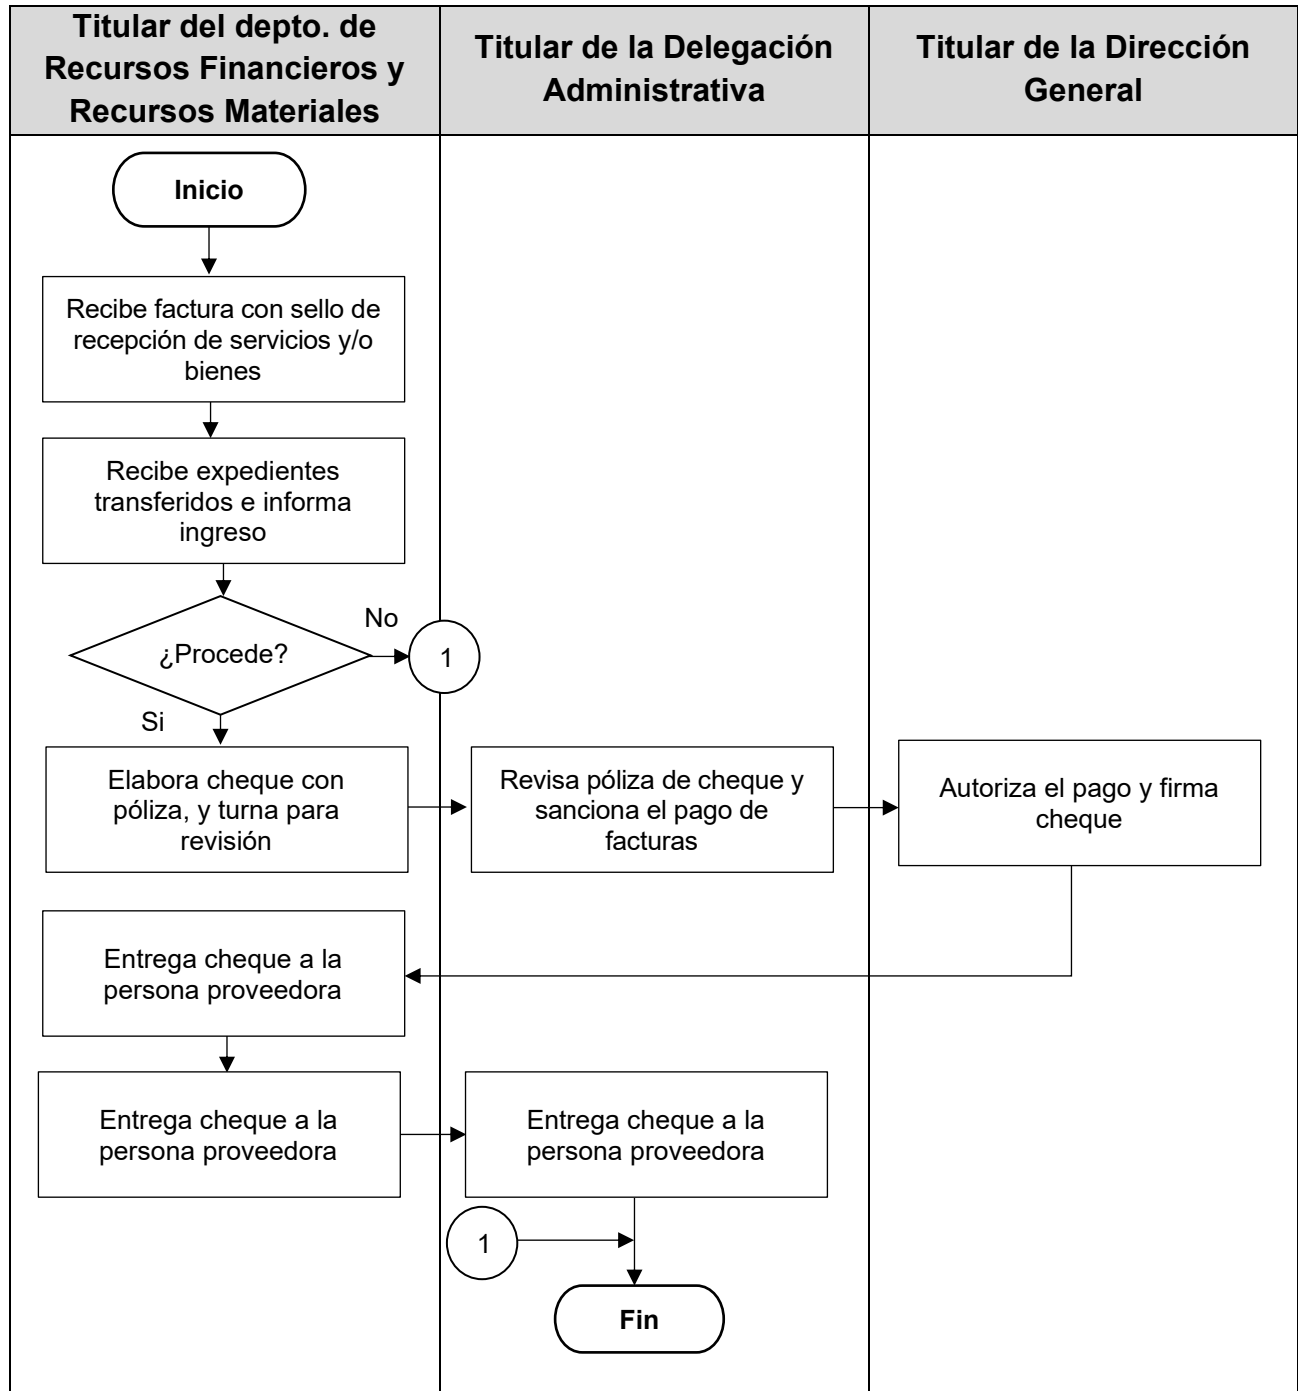 Titular del depto. de
Recursos Financieros y
Recursos Materiales
Titular de la Delegación
Administrativa
Titular de la Dirección
General
Inicio
Recibe factura con sello de
recepción de servicios y/o
bienes
Recibe expedientes
transferidos e informa
ingreso
¿Procede?
No
1
Si
Elabora cheque con
póliza, y turna para
revisión
Revisa póliza de cheque y
sanciona el pago de
facturas
Autoriza el pago y firma
cheque
Entrega cheque a la
persona proveedora
Entrega cheque a la
persona proveedora
Entrega cheque a la
persona proveedora
1
Fin